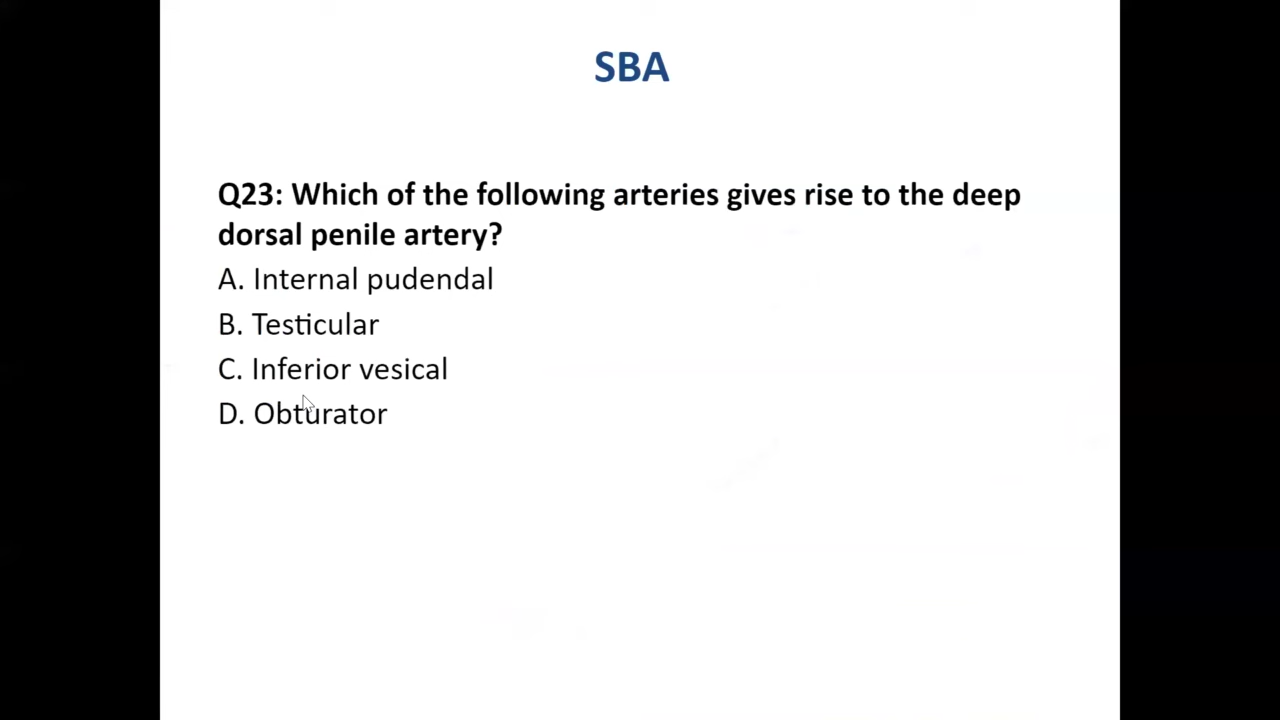 SBA
Q23: Which of the following arteries gives rise to the deep
dorsal penile artery?
A. Internal pudendal
B. Testicular
C. Inferior vesical
D. Obturator